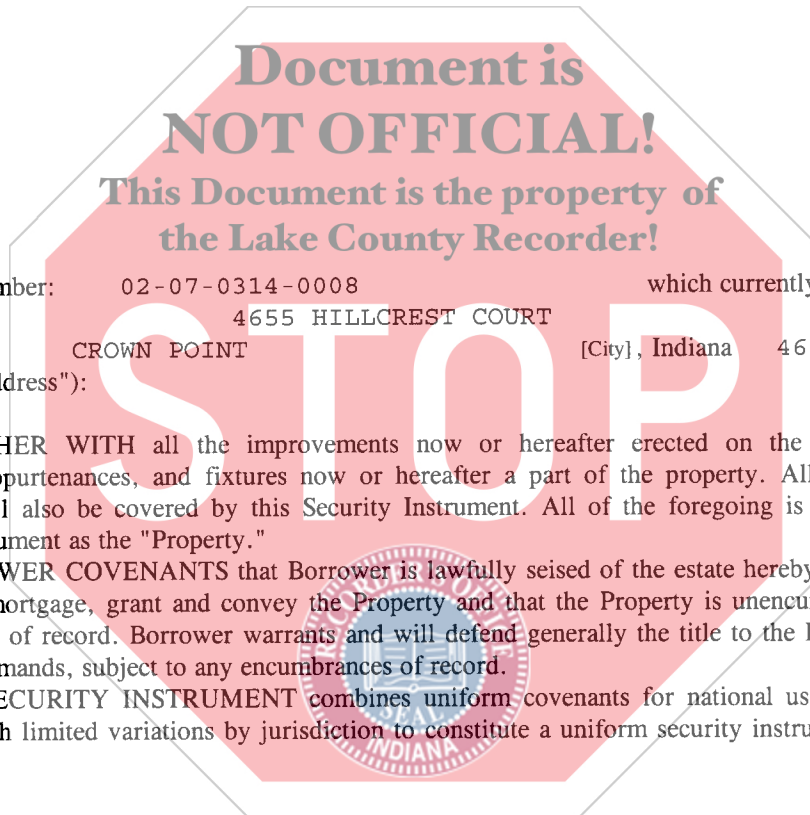 Document is
NOT OFFICIAL!
This Document is the property of
the Lake County Recorder!
STOP
mber: 02-07-0314-0008 which currently
4655 HILLCREST COURT
CROWN POINT [City], Indiana 46
ddress"):
HER WITH all the improvements now or hereafter erected on the
ppurtenances, and fixtures now or hereafter a part of the property. All
l also be covered by this Security Instrument. All of the foregoing is
ument as the "Property."
WER COVENANTS that Borrower is lawfully seised of the estate hereby
mortgage, grant and convey the Property and that the Property is unencu
of record. Borrower warrants and will defend generally the title to the
mands, subject to any encumbrances of record.
ECURITY INSTRUMENT combines uniform covenants for national us
h limited variations by jurisdiction to constitute a uniform security instru
RECORDER'S OFFICE
SEAL
INDIANA